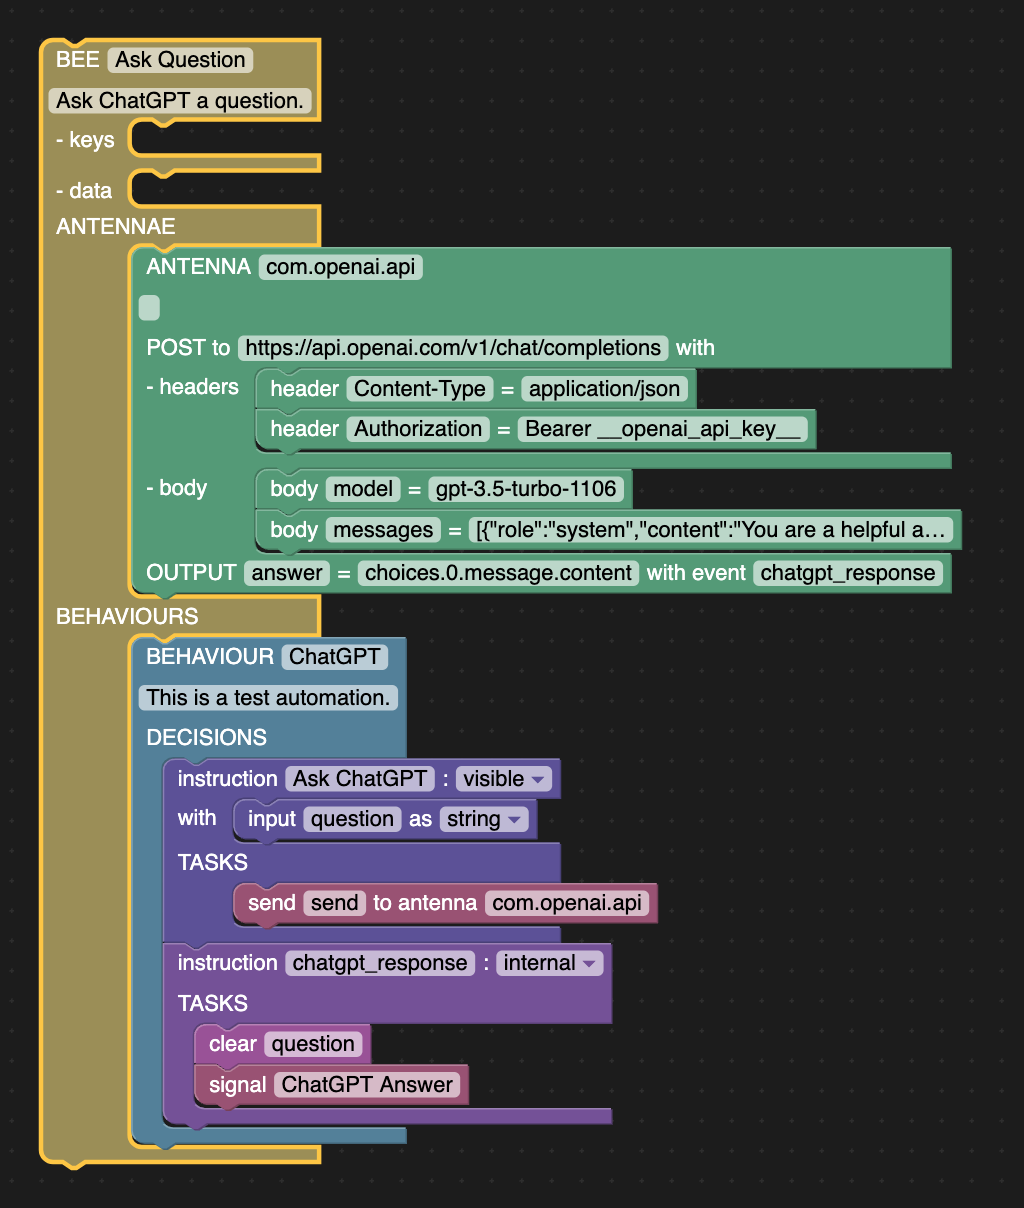 BEE Ask Question
Ask ChatGPT a question.
- keys
- data
ANTENNAE
ANTENNA com.openai.api
POST to https://api.openai.com/v1/chat/completions with
- headers header Content-Type = application/json
header Authorization = Bearer __openai_api_key__
- body body model = gpt-3.5-turbo-1106
body messages = [{"role":"system","content":"You are a helpful a...
OUTPUT answer = choices.0.message.content with event chatgpt_response
BEHAVIOURS
BEHAVIOUR ChatGPT
This is a test automation.
DECISIONS
instruction Ask ChatGPT : visible
with input question as string
TASKS
send send to antenna com.openai.api
instruction chatgpt_response : internal
TASKS
clear question
signal ChatGPT Answer